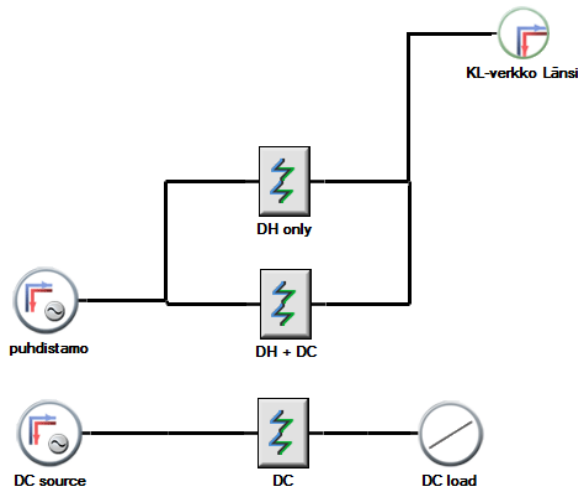 KL-verkko Länsi
DH only
puhdistamo
DH + DC
DC source
DC
DC load